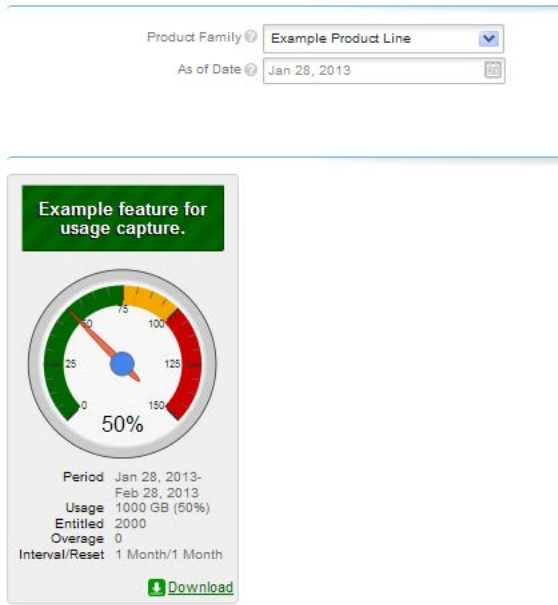 Product Family
Example Product Line
As of Date
Jan 28, 2013
Example feature for
usage capture.
0
25
50
75
100
125
150
50%
Period Jan 28, 2013-
Feb 28, 2013
Usage 1000 GB (50%)
Entitled 2000
Overage 0
Interval/Reset 1 Month/1 Month
Download